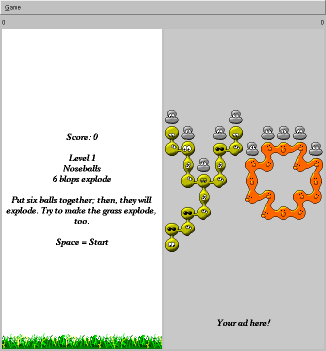 Game
0
0
Score: 0
Level 1
Noseballs
6 blops explode
Put six balls together; then, they will
explode. Try to make the grass explode,
too.
Space = Start
Your ad here!